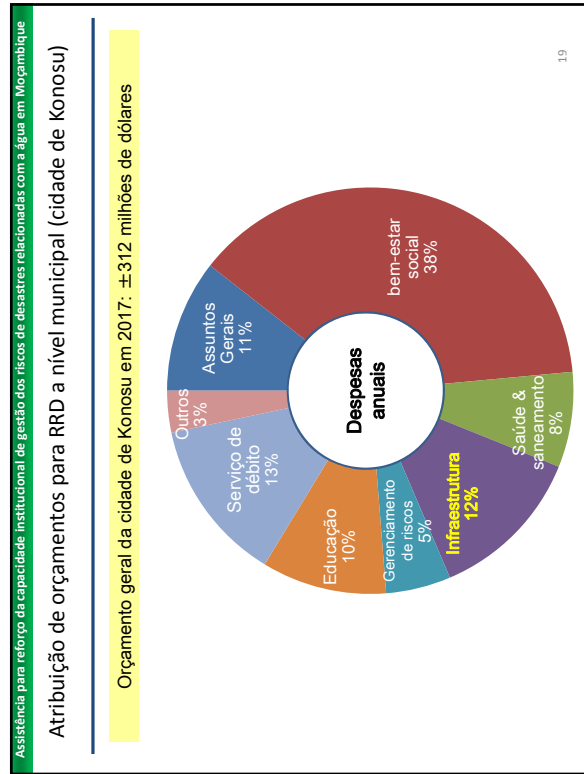 Assistência para reforço da capacidade institucional de gestão dos riscos de desastres relacionadas com a água em Moçambique
Atribuição de orçamentos para RRD a nível municipal (cidade de Konosu)
Orçamento geral da cidade de Konosu em 2017: ±312 milhões de dólares
Assuntos
Gerais
11%
bem-estar
social
38%
Saúde &
saneamento
8%
Infraestrutura
12%
Gerenciamento
de riscos
5%
Educação
10%
Serviço de
débito
13%
Outros
3%
Despesas
anuais
19